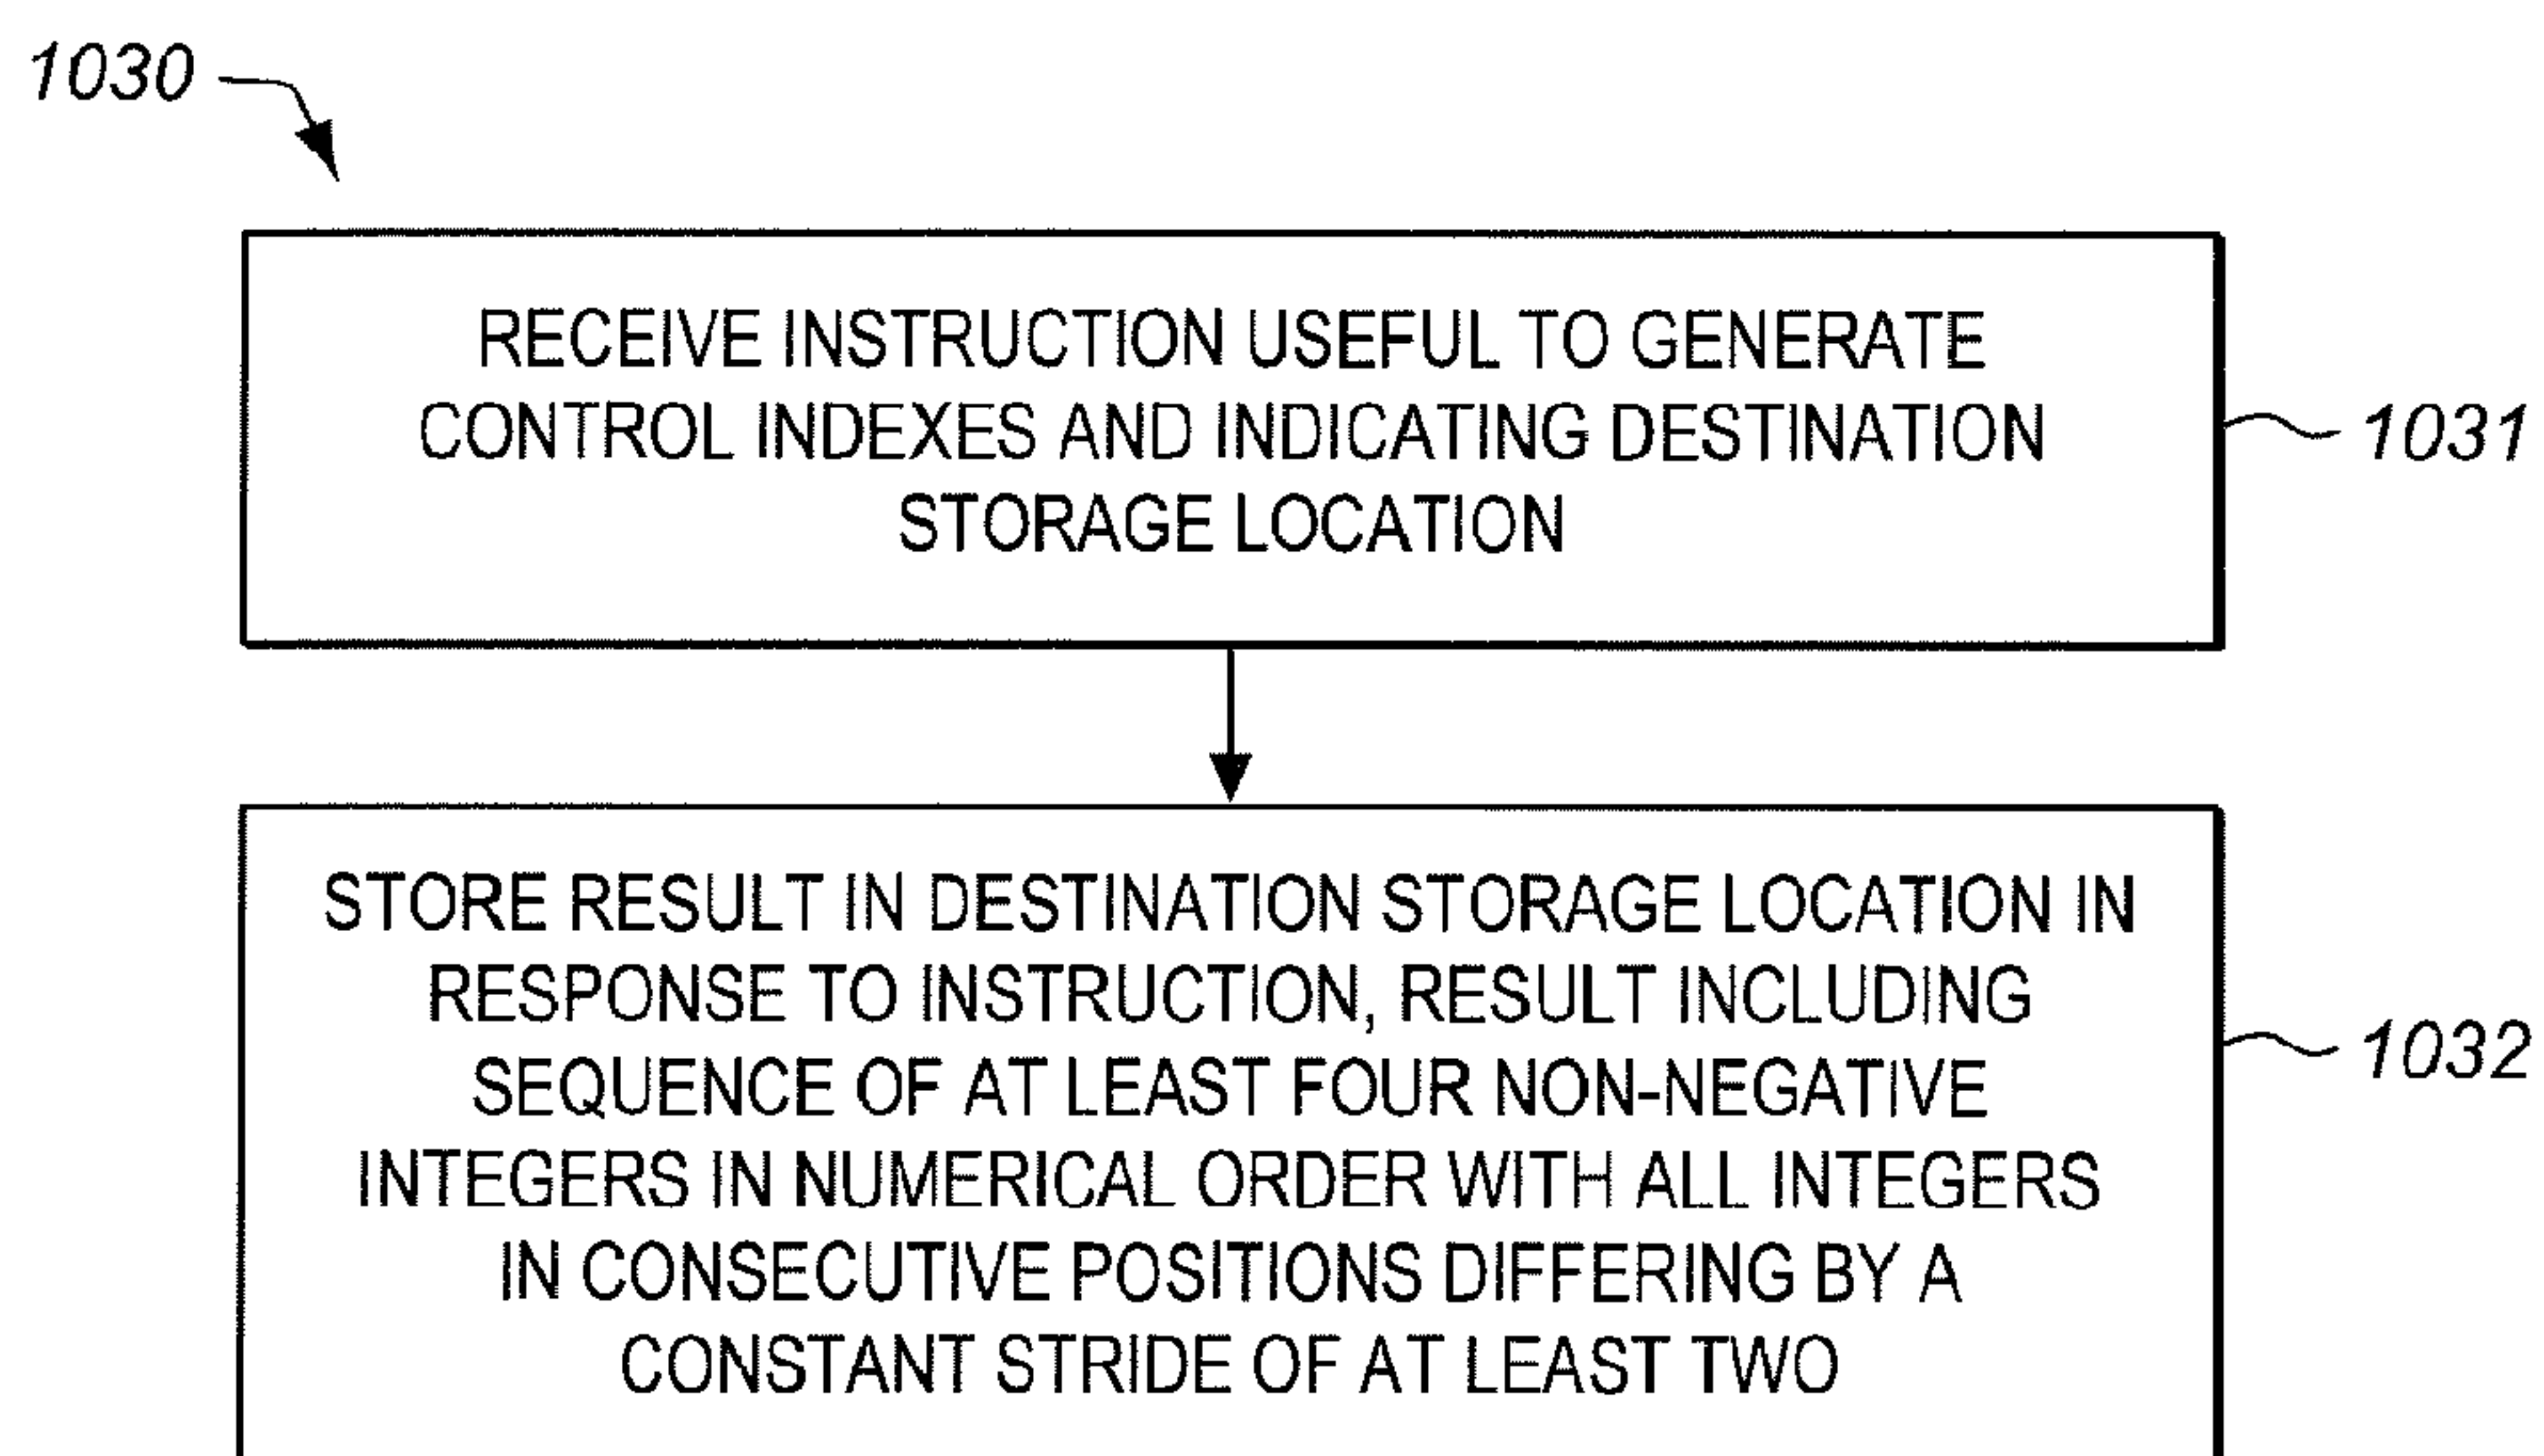 1030
RECEIVE INSTRUCTION USEFUL TO GENERATE
CONTROL INDEXES AND INDICATING DESTINATION
STORAGE LOCATION
1031
STORE RESULT IN DESTINATION STORAGE LOCATION IN
RESPONSE TO INSTRUCTION, RESULT INCLUDING
SEQUENCE OF AT LEAST FOUR NON-NEGATIVE
INTEGERS IN NUMERICAL ORDER WITH ALL INTEGERS
IN CONSECUTIVE POSITIONS DIFFERING BY A
CONSTANT STRIDE OF AT LEAST TWO
1032